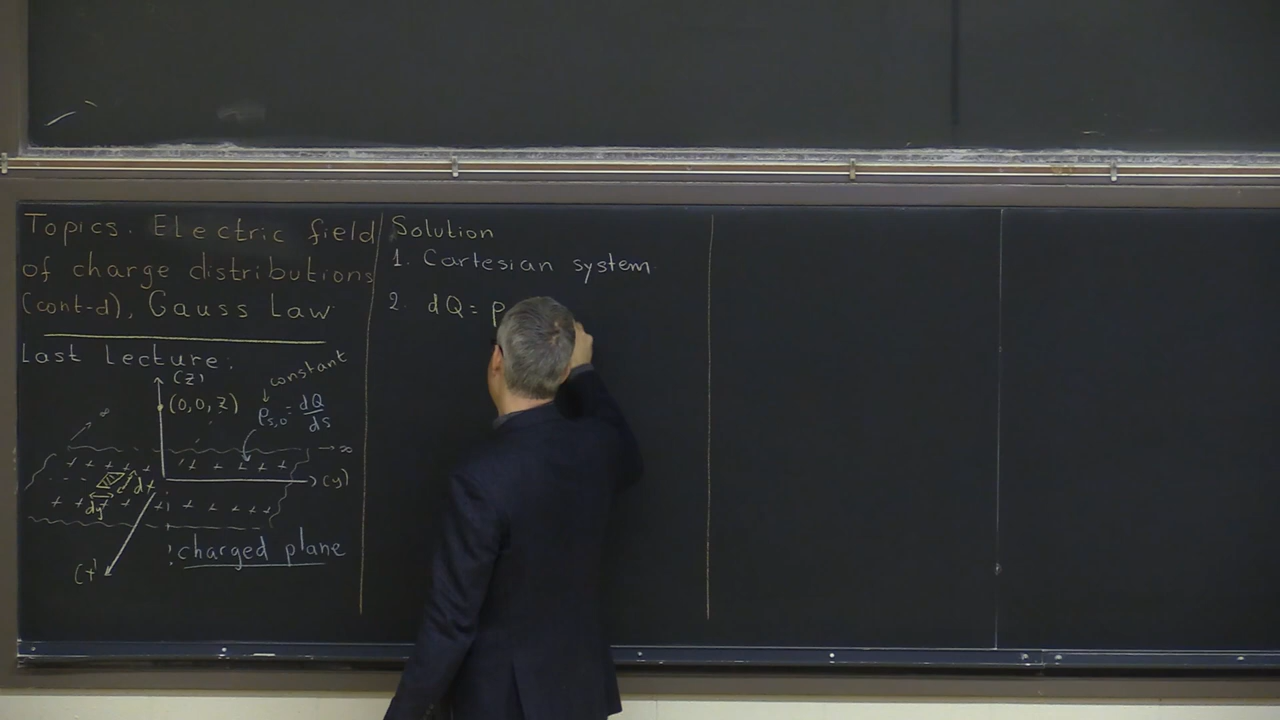 Topics. Electric field
of charge distributions
(cont-d), Gauss Law
Last Lecture:
(z)
constant
(0,0,z)
ρs,0 = dQ/ds
∞
→ ∞
+ + + + + + + + + +
dx
(y)
dy
+ + + + + + + + +
! charged plane
(x)
Solution
1. Cartesian system
2. dQ = ρ